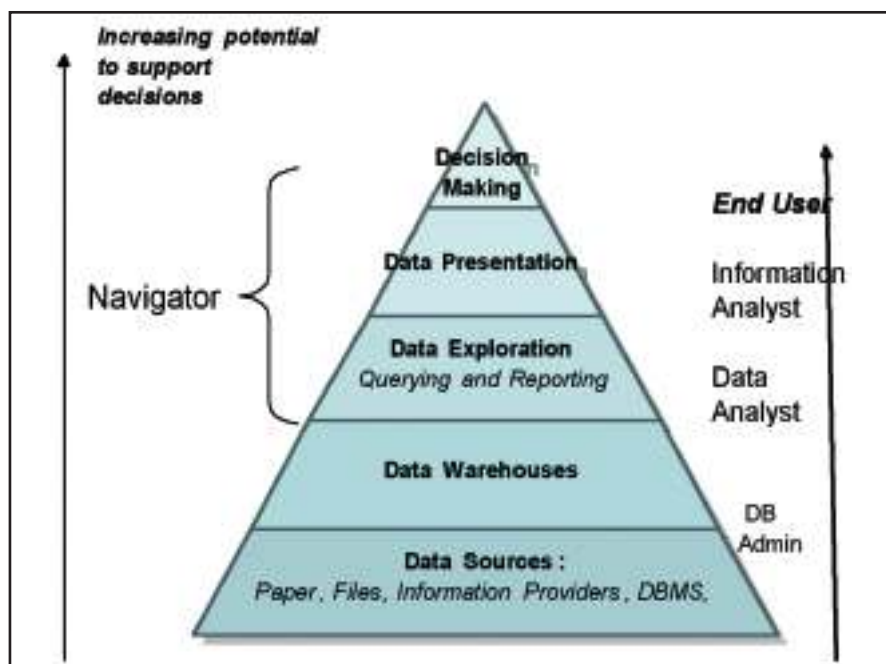 Increasing potential
to support
decisions
Decision
Making
Data Presentation
Data Exploration
Querying and Reporting
Data Warehouses
Data Sources :
Paper, Files, Information Providers, DBMS,
Navigator
End User
Information
Analyst
Data
Analyst
DB
Admin